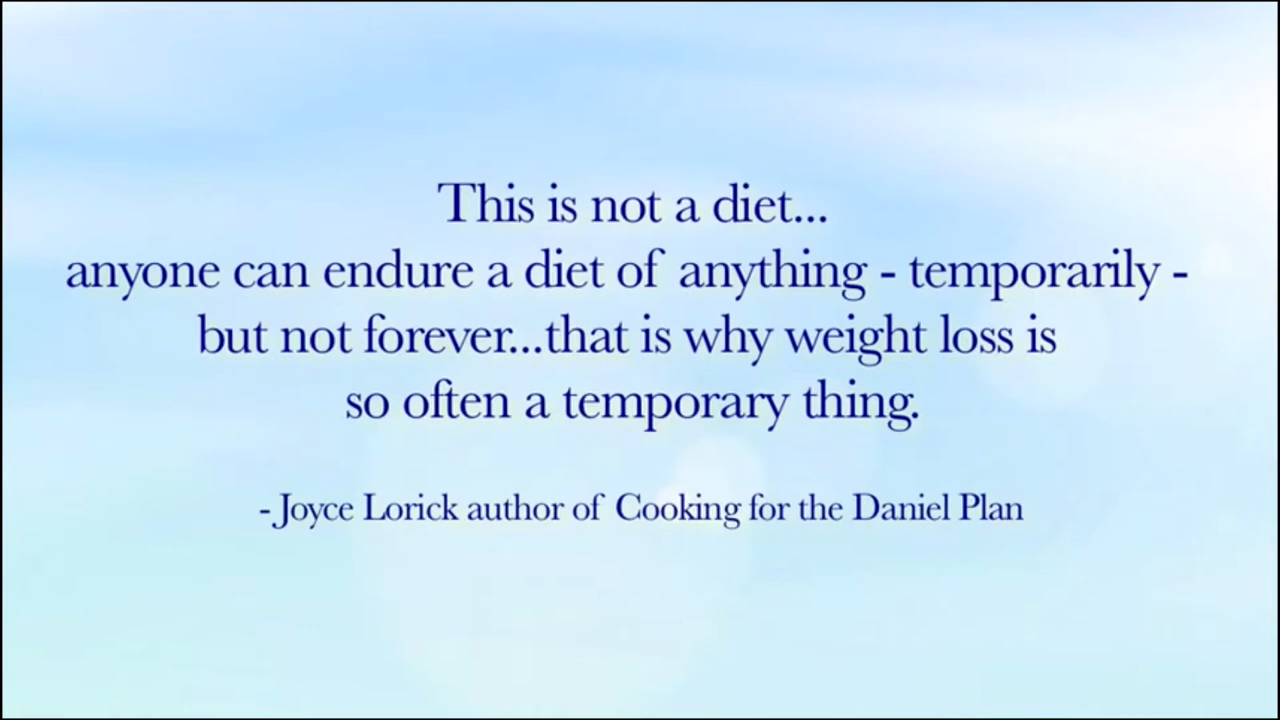 This is not a diet...
anyone can endure a diet of anything - temporarily -
but not forever...that is why weight loss is
so often a temporary thing.
- Joyce Lorick author of Cooking for the Daniel Plan